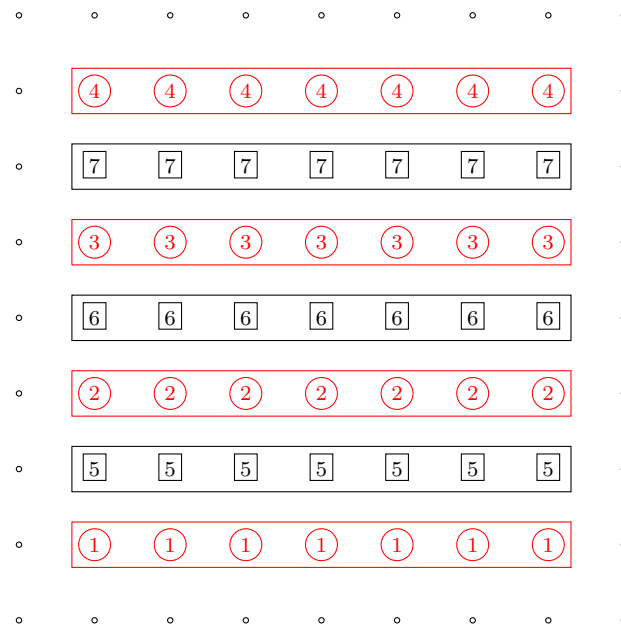 4 4 4 4 4 4 4
7 7 7 7 7 7 7
3 3 3 3 3 3 3
6 6 6 6 6 6 6
2 2 2 2 2 2 2
5 5 5 5 5 5 5
1 1 1 1 1 1 1